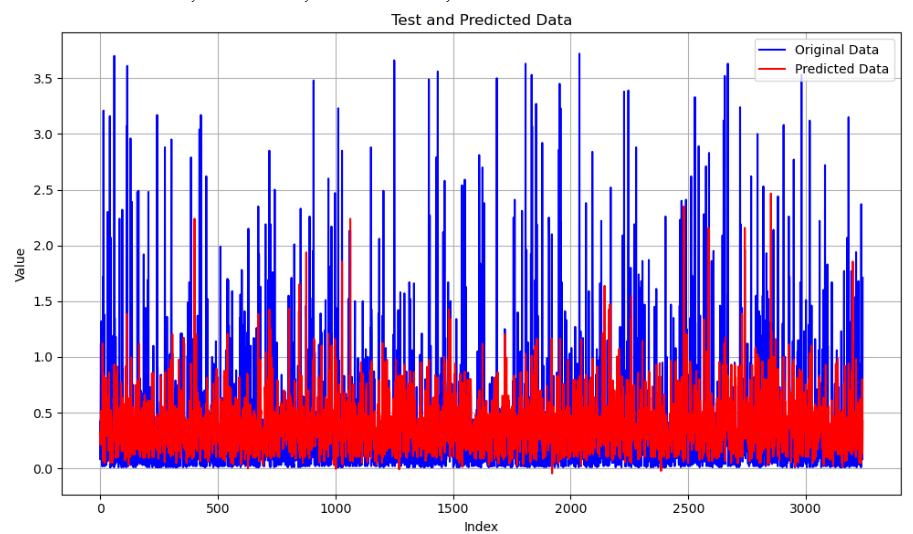 Test and Predicted Data
Original Data
Predicted Data
Value
3.5
3.0
2.5
2.0
1.5
1.0
0.5
0.0
0 500 1000 1500 2000 2500 3000
Index